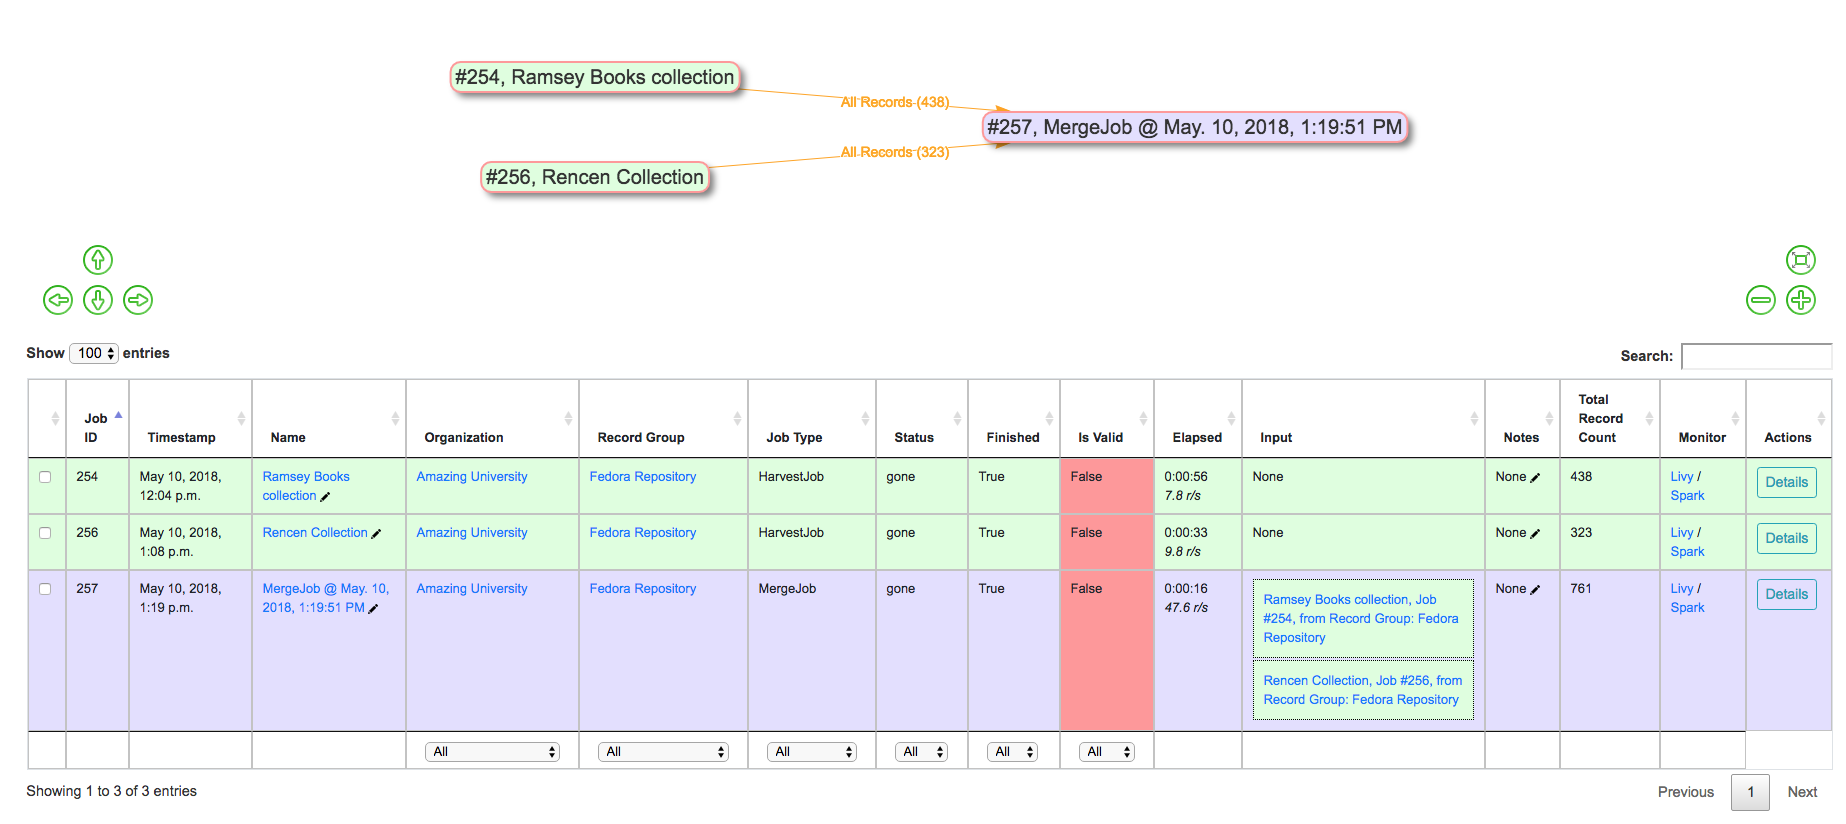 #254, Ramsey Books collection
All Records (438)
#257, MergeJob @ May. 10, 2018, 1:19:51 PM
All Records (323)
#256, Rencen Collection
Show 100 entries
Search:
Job ID
Timestamp
Name
Organization
Record Group
Job Type
Status
Finished
Is Valid
Elapsed
Input
Notes
Total Record Count
Monitor
Actions
254
May 10, 2018,
12:04 p.m.
Ramsey Books
collection
Amazing University
Fedora Repository
HarvestJob
gone
True
False
0:00:56
7.8 r/s
None
None
438
Livy /
Spark
Details
256
May 10, 2018,
1:08 p.m.
Rencen Collection
Amazing University
Fedora Repository
HarvestJob
gone
True
False
0:00:33
9.8 r/s
None
None
323
Livy /
Spark
Details
257
May 10, 2018,
1:19 p.m.
MergeJob @ May. 10,
2018, 1:19:51 PM
Amazing University
Fedora Repository
MergeJob
gone
True
False
0:00:16
47.6 r/s
Ramsey Books collection, Job
#254, from Record Group: Fedora
Repository
Rencen Collection, Job #256, from
Record Group: Fedora Repository
None
761
Livy /
Spark
Details
All
All
All
All
All
All
Showing 1 to 3 of 3 entries
Previous 1 Next